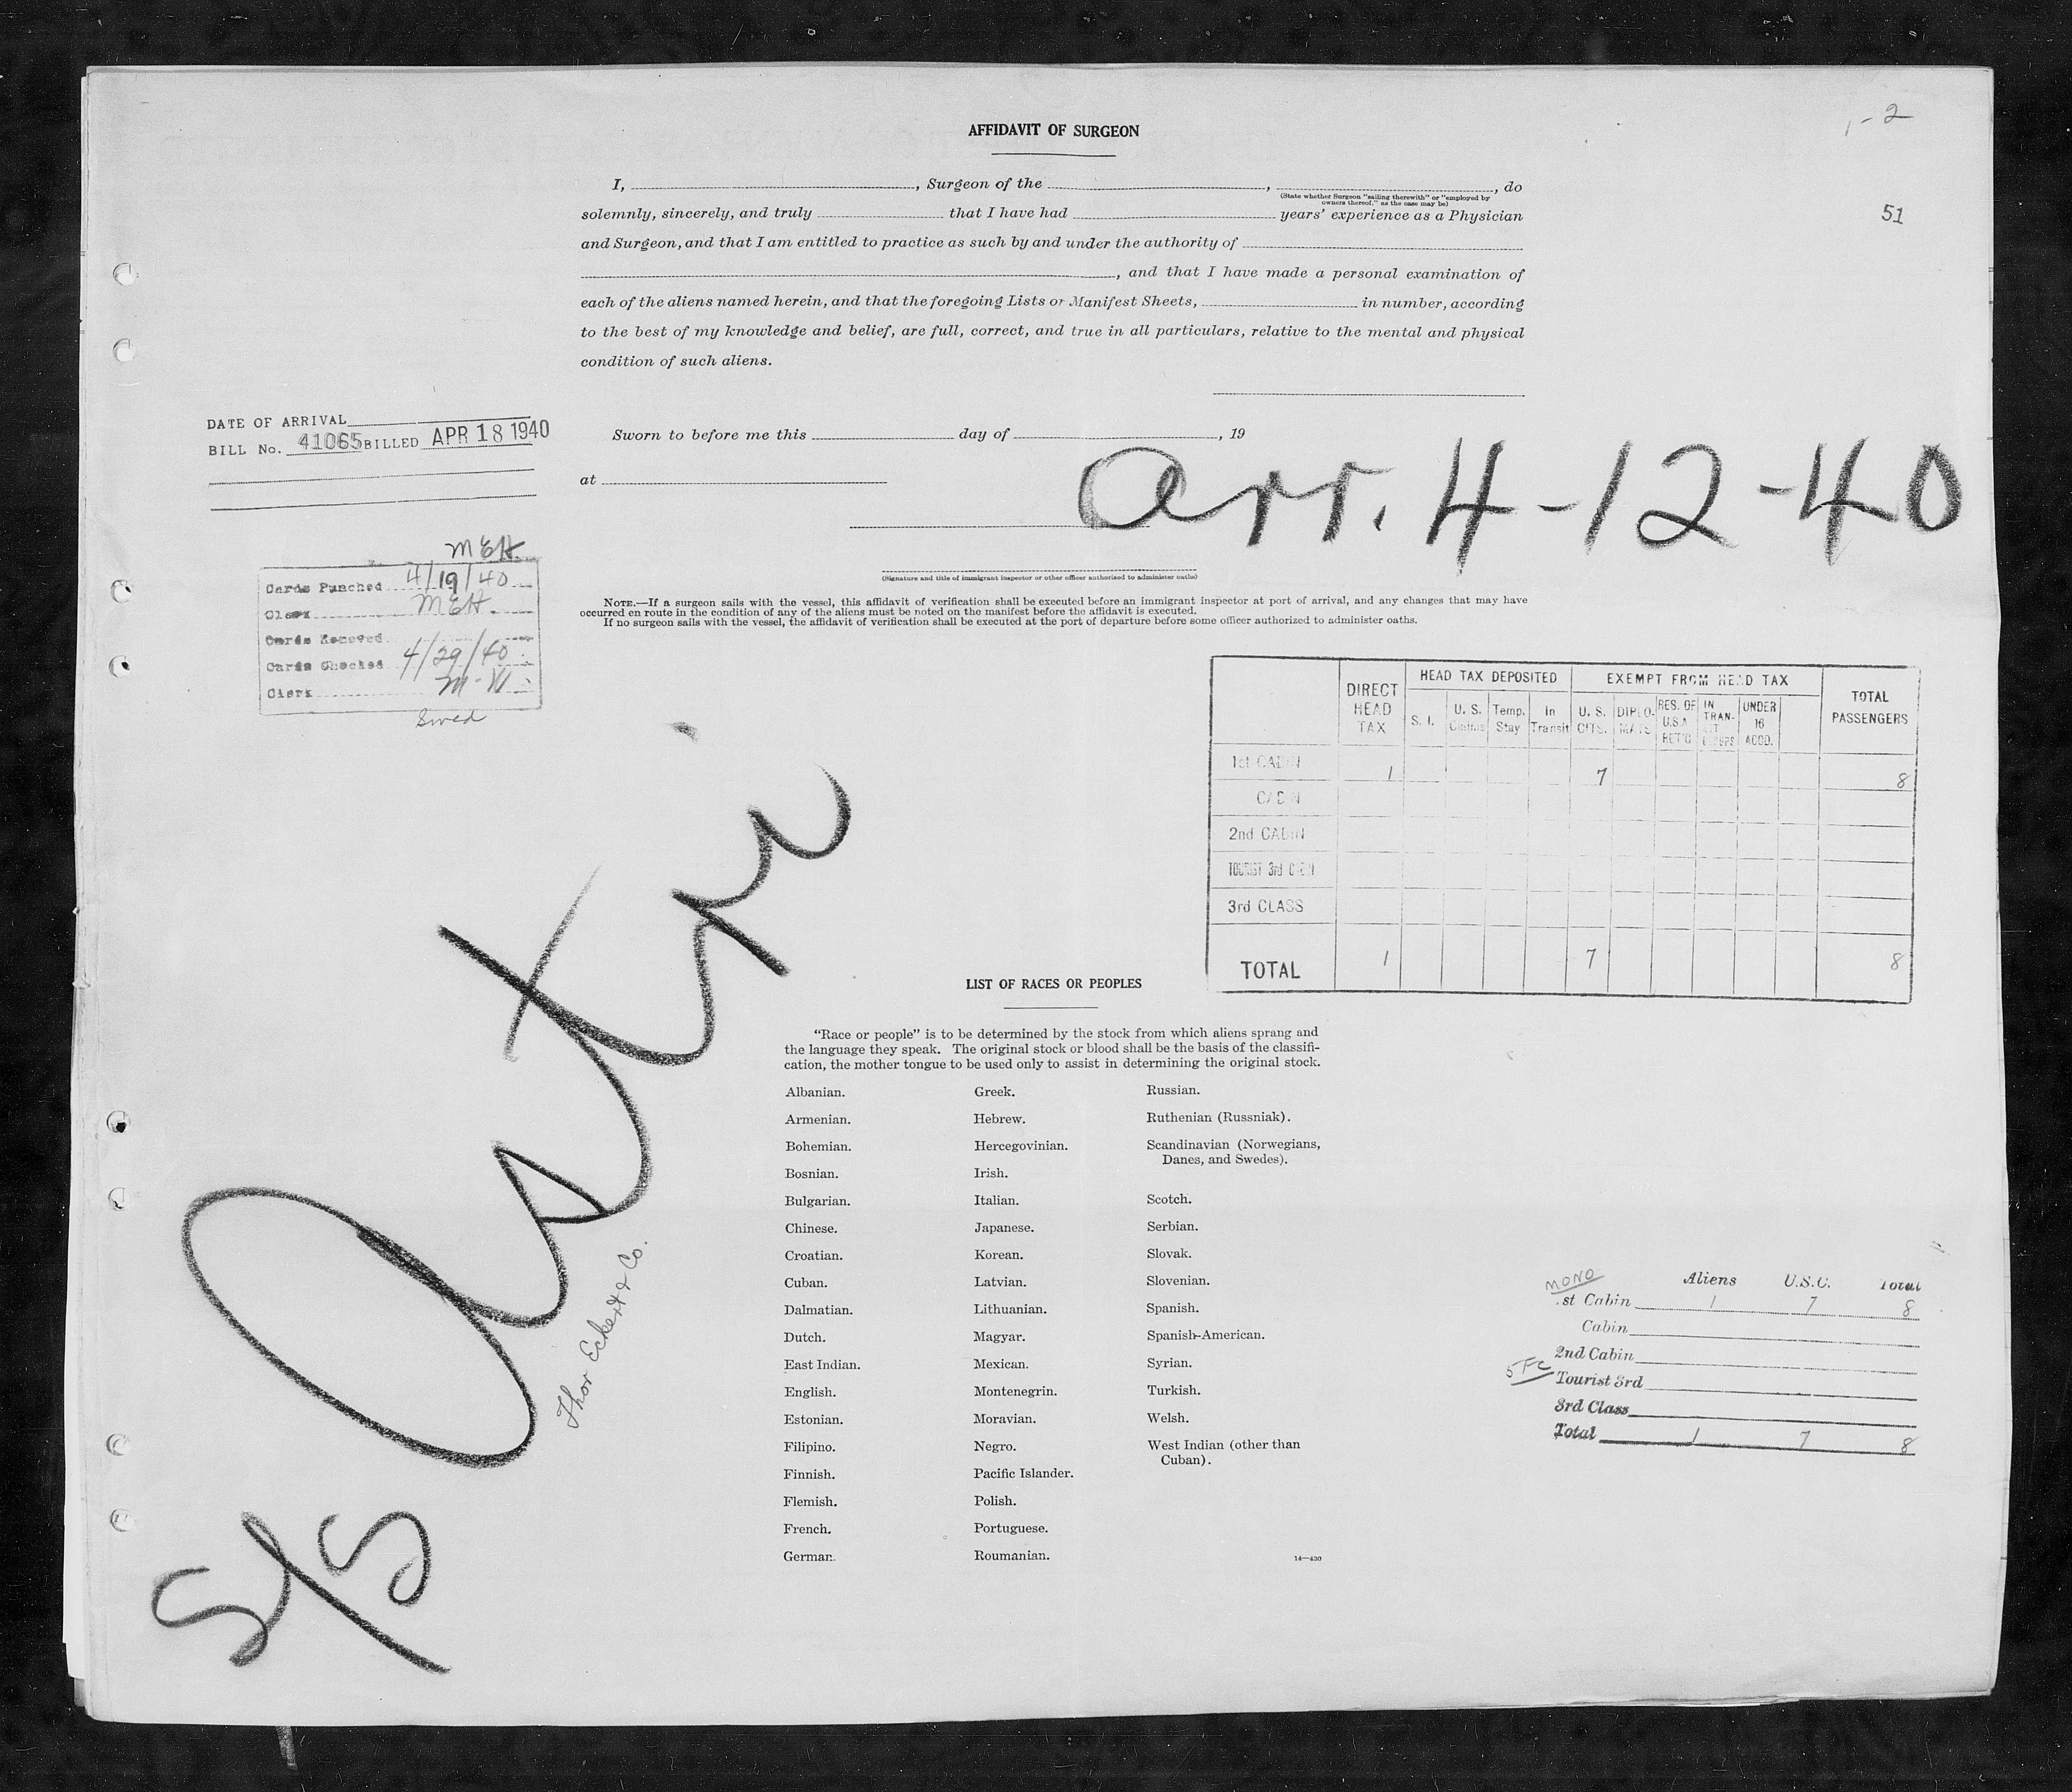 1-2
AFFIDAVIT OF SURGEON
I, , Surgeon of the , , do
(State whether Surgeon "sailing therewith" or "employed by
owners thereof," as the case may be)
51
solemnly, sincerely, and truly that I have had years' experience as a Physician
and Surgeon, and that I am entitled to practice as such by and under the authority of
, and that I have made a personal examination of
each of the aliens named herein, and that the foregoing Lists or Manifest Sheets, in number, according
to the best of my knowledge and belief, are full, correct, and true in all particulars, relative to the mental and physical
condition of such aliens.
DATE OF ARRIVAL
BILL No. 41065 BILLED APR 18 1940
Sworn to before me this day of , 19
at
arr. 4-12-40
(Signature and title of immigrant inspector or other officer authorized to administer oaths)
MEH.
Cards Punched 4/19/40
Clerk MEH.
Cards Removed
Cards Checked 4/29/40
Clerk M-W
Swed
NOTE.—If a surgeon sails with the vessel, this affidavit of verification shall be executed before an immigrant inspector at port of arrival, and any changes that may have
occurred en route in the condition of any of the aliens must be noted on the manifest before the affidavit is executed.
If no surgeon sails with the vessel, the affidavit of verification shall be executed at the port of departure before some officer authorized to administer oaths.
DIRECT HEAD TAX HEAD TAX DEPOSITED EXEMPT FROM HEAD TAX TOTAL PASSENGERS
S. I. U. S. Claims Temp. Stay In Transit U. S. CITS. DIPLO-MATS RES. OF U.S.A. RET'G IN TRAN-SIT UNDER 16 ACCD.
1st CABIN 1 7 8
CABIN
2nd CABIN
TOURIST 3rd CABIN
3rd CLASS
TOTAL 1 7 8
S/S Astri
Thor Eckert & Co.
LIST OF RACES OR PEOPLES
"Race or people" is to be determined by the stock from which aliens sprang and
the language they speak. The original stock or blood shall be the basis of the classifi-
cation, the mother tongue to be used only to assist in determining the original stock.
Albanian.
Armenian.
Bohemian.
Bosnian.
Bulgarian.
Chinese.
Croatian.
Cuban.
Dalmatian.
Dutch.
East Indian.
English.
Estonian.
Filipino.
Finnish.
Flemish.
French.
German.
Greek.
Hebrew.
Hercegovinian.
Irish.
Italian.
Japanese.
Korean.
Latvian.
Lithuanian.
Magyar.
Mexican.
Montenegrin.
Moravian.
Negro.
Pacific Islander.
Polish.
Portuguese.
Roumanian.
Russian.
Ruthenian (Russniak).
Scandinavian (Norwegians,
Danes, and Swedes).
Scotch.
Serbian.
Slovak.
Slovenian.
Spanish.
Spanish-American.
Syrian.
Turkish.
Welsh.
West Indian (other than
Cuban).
14—430
MONO Aliens U.S.C. Total
st Cabin 1 7 8
Cabin
2nd Cabin
5 FC
Tourist 3rd
3rd Class
Total 1 7 8